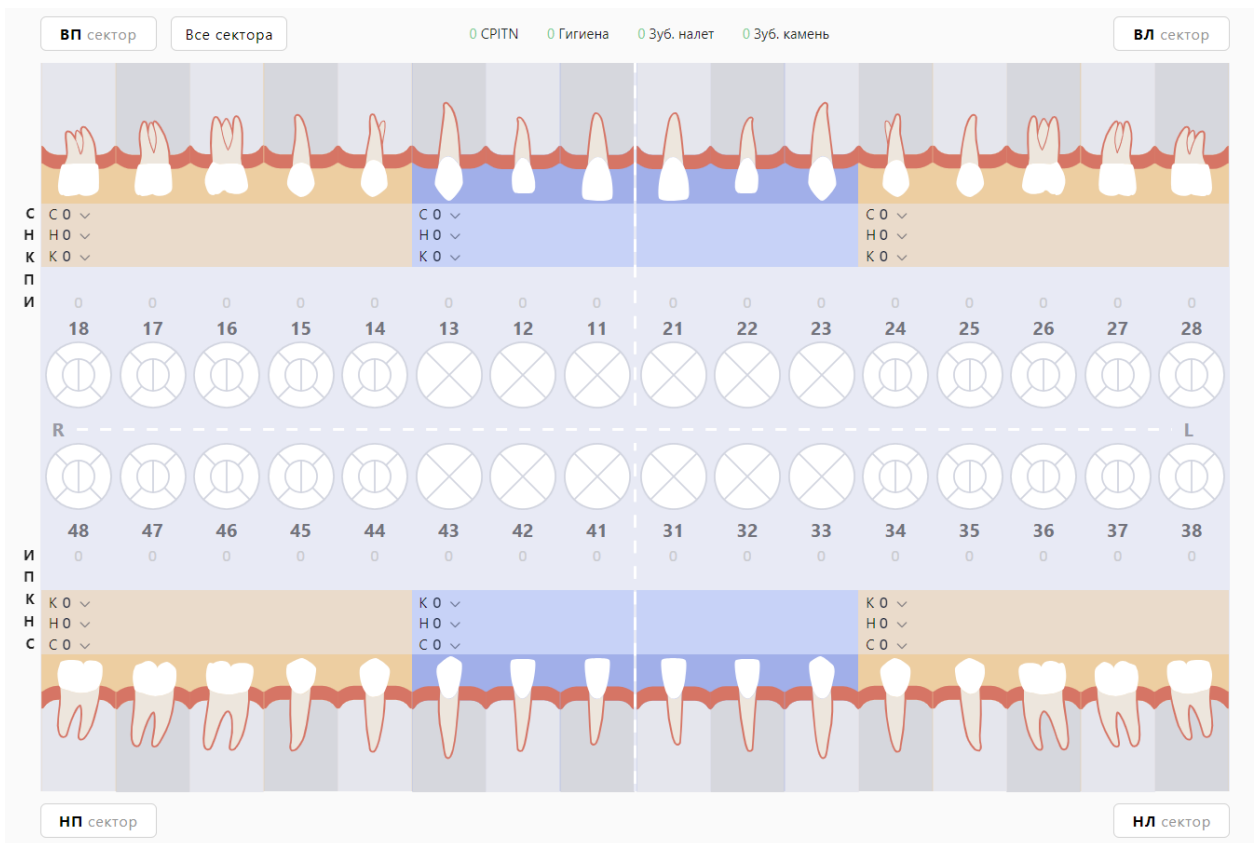 ВП сектор Все сектора 0 CPITN 0 Гигиена 0 Зуб. налет 0 Зуб. камень ВЛ сектор
С С 0 С 0 С 0
Н Н 0 Н 0 Н 0
К К 0 К 0 К 0
П
И 0 0 0 0 0 0 0 0 0 0 0 0 0 0 0 0
18 17 16 15 14 13 12 11 21 22 23 24 25 26 27 28
R L
48 47 46 45 44 43 42 41 31 32 33 34 35 36 37 38
И 0 0 0 0 0 0 0 0 0 0 0 0 0 0 0 0
П
К К 0 К 0 К 0
Н Н 0 Н 0 Н 0
С С 0 С 0 С 0
НП сектор НЛ сектор